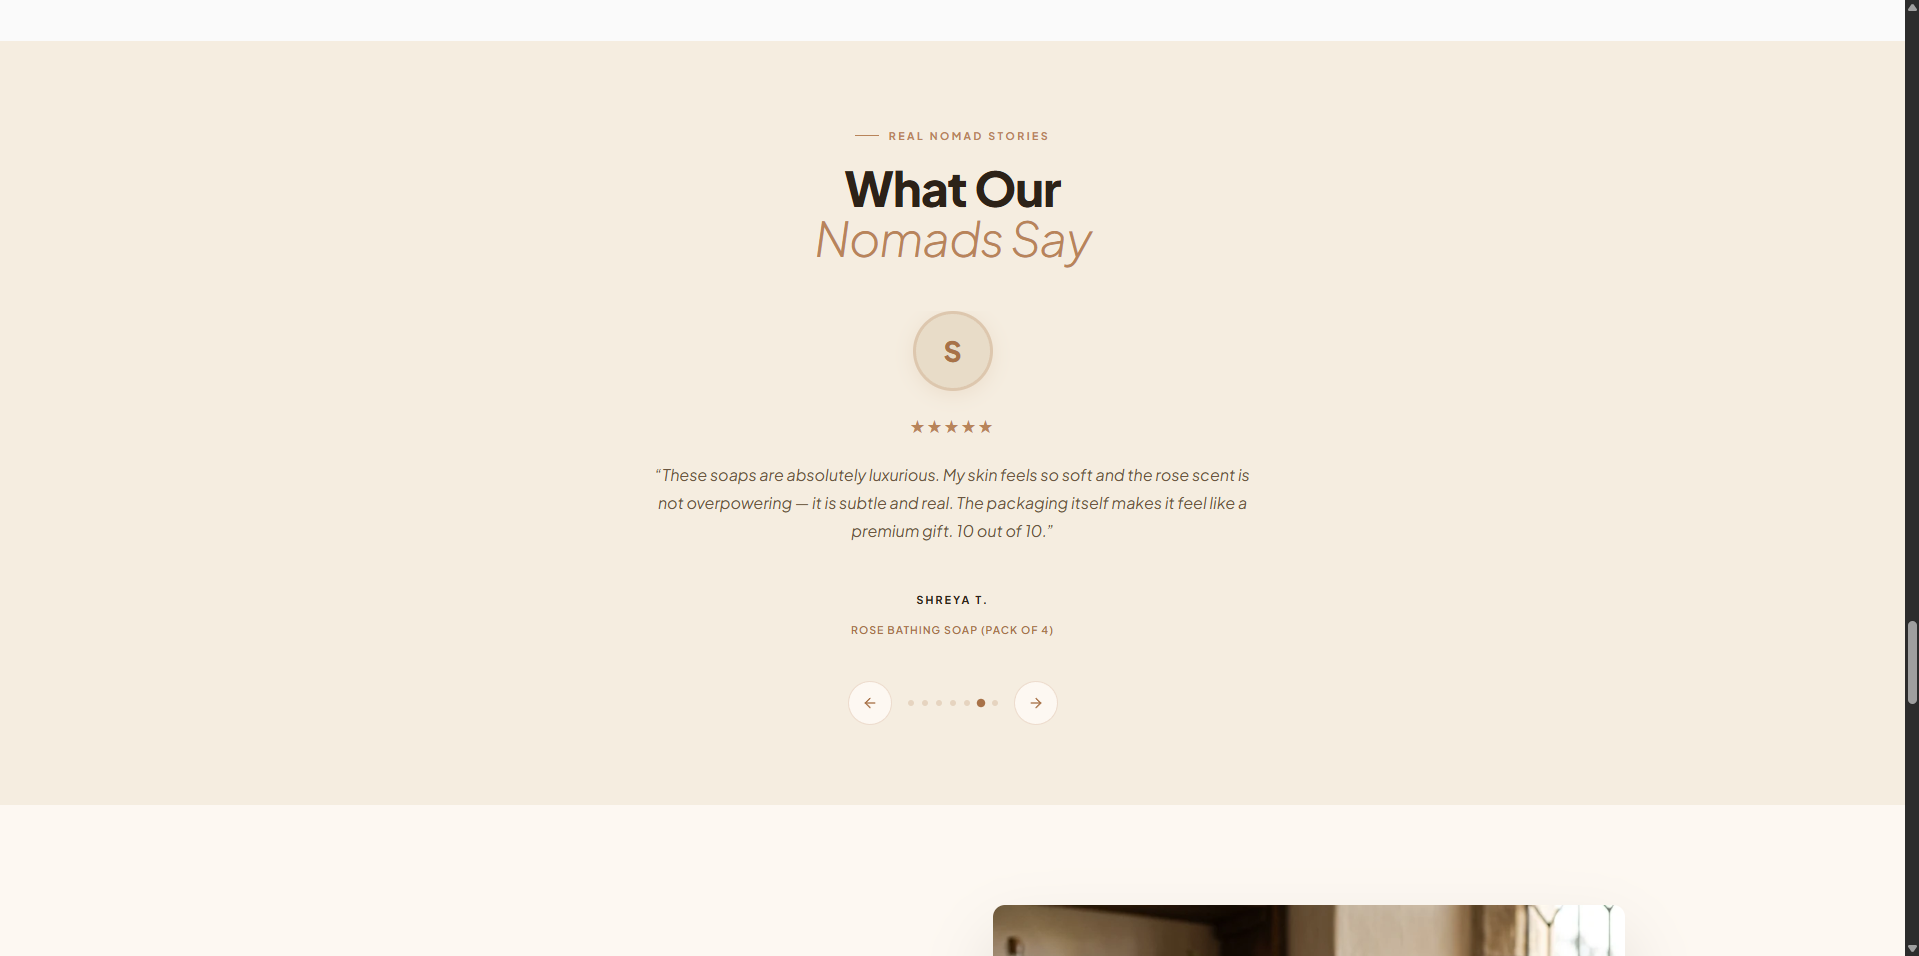 REAL NOMAD STORIES
What Our
Nomads Say
S
★★★★★
“These soaps are absolutely luxurious. My skin feels so soft and the rose scent is
not overpowering — it is subtle and real. The packaging itself makes it feel like a
premium gift. 10 out of 10.”
SHREYA T.
ROSE BATHING SOAP (PACK OF 4)